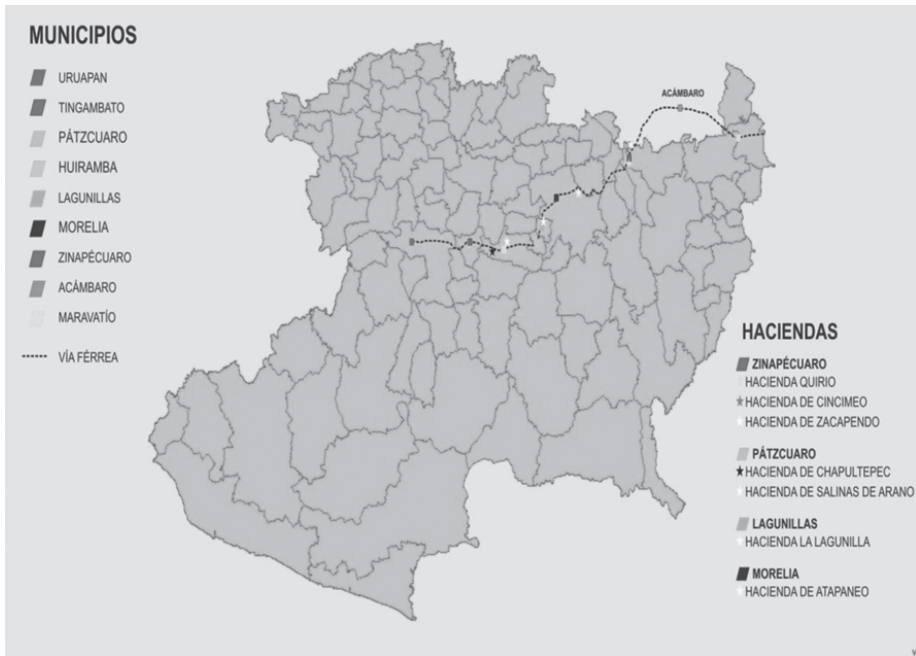 MUNICIPIOS
URUAPAN
TINGAMBATO
PÁTZCUARO
HUIRAMBA
LAGUNILLAS
MORELIA
ZINAPÉCUARO
ACÁMBARO
MARAVATÍO
VÍA FÉRREA
ACÁMBARO
HACIENDAS
ZINAPÉCUARO
HACIENDA QUIRIO
HACIENDA DE CINCIMEO
HACIENDA DE ZACAPENDO
PÁTZCUARO
HACIENDA DE CHAPULTEPEC
HACIENDA DE SALINAS DE ARANO
LAGUNILLAS
HACIENDA LA LAGUNILLA
MORELIA
HACIENDA DE ATAPANEO